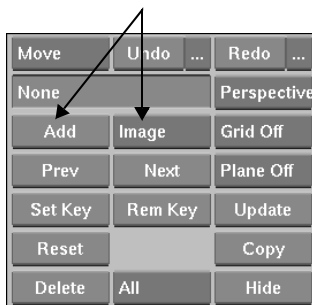 Move Undo ... Redo ...
None Perspective
Add Image Grid Off
Prev Next Plane Off
Set Key Rem Key Update
Reset Copy
Delete All Hide